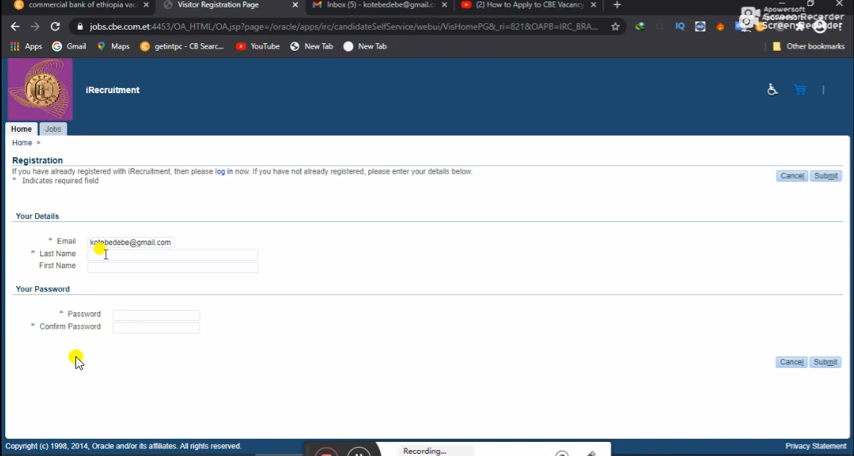 commercial bank of ethiopia vac
Visitor Registration Page
Inbox (5) - kotebedebe@gmail.c
(2) How to Apply to CBE Vacancy
Apowersoft
Screen Recorder
jobs.cbe.com.et:4453/OA_HTML/OA.jsp?page=/oracle/apps/irc/candidateSelfService/webui/VisHomePG&_ri=821&OAPB=IRC_BRA...
Apps
Gmail
Maps
getintpc - CB Searc...
YouTube
New Tab
New Tab
Other bookmarks
iRecruitment
Home
Jobs
Home >
Registration
If you have already registered with iRecruitment, then please log in now. If you have not already registered, please enter your details below.
* Indicates required field
Cancel
Submit
Your Details
* Email kotebedebe@gmail.com
* Last Name
First Name
Your Password
* Password
* Confirm Password
Cancel
Submit
Copyright (c) 1998, 2014, Oracle and/or its affiliates. All rights reserved.
Privacy Statement
Recording...